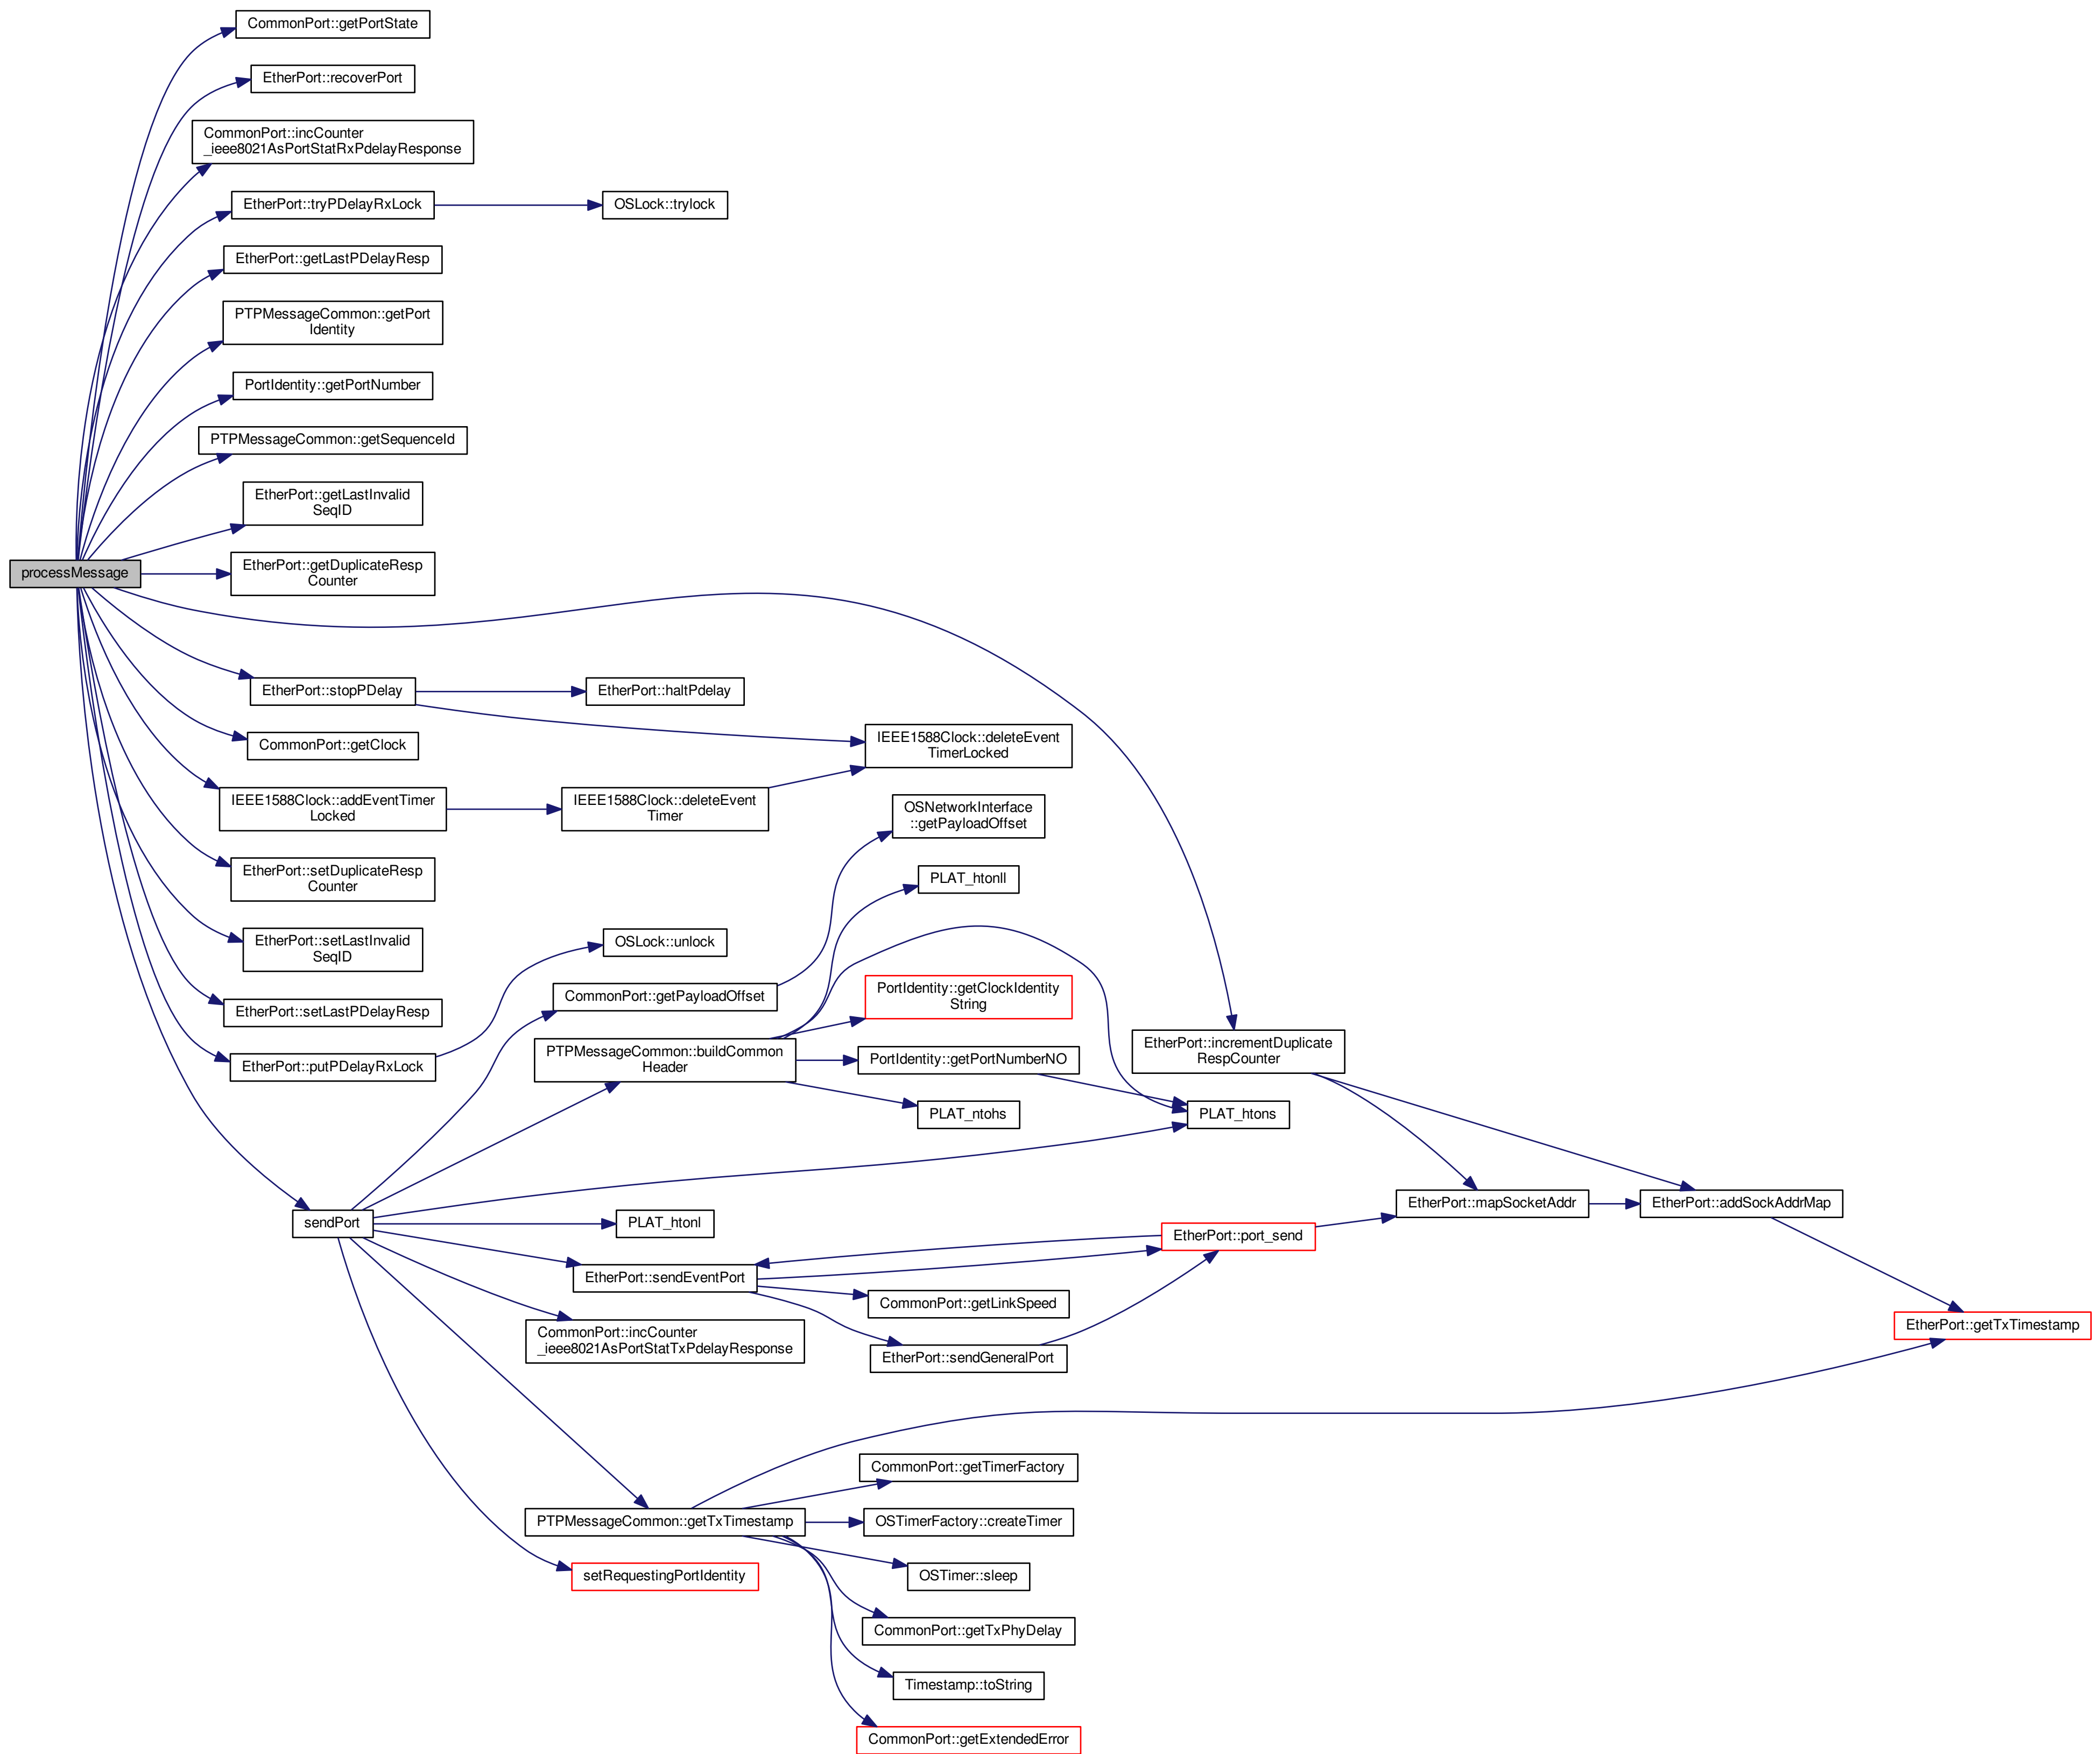 CommonPort::getPortState
EtherPort::recoverPort
CommonPort::incCounter
_ieee8021AsPortStatRxPdelayResponse
EtherPort::tryPDelayRxLock
OSLock::trylock
EtherPort::getLastPDelayResp
PTPMessageCommon::getPort
Identity
PortIdentity::getPortNumber
PTPMessageCommon::getSequenceId
EtherPort::getLastInvalid
SeqID
processMessage
EtherPort::getDuplicateResp
Counter
EtherPort::stopPDelay
EtherPort::haltPdelay
CommonPort::getClock
IEEE1588Clock::deleteEvent
TimerLocked
IEEE1588Clock::addEventTimer
Locked
IEEE1588Clock::deleteEvent
Timer
OSNetworkInterface
::getPayloadOffset
EtherPort::setDuplicateResp
Counter
PLAT_htonll
EtherPort::setLastInvalid
SeqID
OSLock::unlock
CommonPort::getPayloadOffset
PortIdentity::getClockIdentity
String
EtherPort::setLastPDelayResp
EtherPort::putPDelayRxLock
PTPMessageCommon::buildCommon
Header
PortIdentity::getPortNumberNO
EtherPort::incrementDuplicate
RespCounter
PLAT_ntohs
PLAT_htons
sendPort
PLAT_htonl
EtherPort::mapSocketAddr
EtherPort::addSockAddrMap
EtherPort::port_send
EtherPort::sendEventPort
CommonPort::getLinkSpeed
CommonPort::incCounter
_ieee8021AsPortStatTxPdelayResponse
EtherPort::sendGeneralPort
EtherPort::getTxTimestamp
CommonPort::getTimerFactory
PTPMessageCommon::getTxTimestamp
OSTimerFactory::createTimer
setRequestingPortIdentity
OSTimer::sleep
CommonPort::getTxPhyDelay
Timestamp::toString
CommonPort::getExtendedError